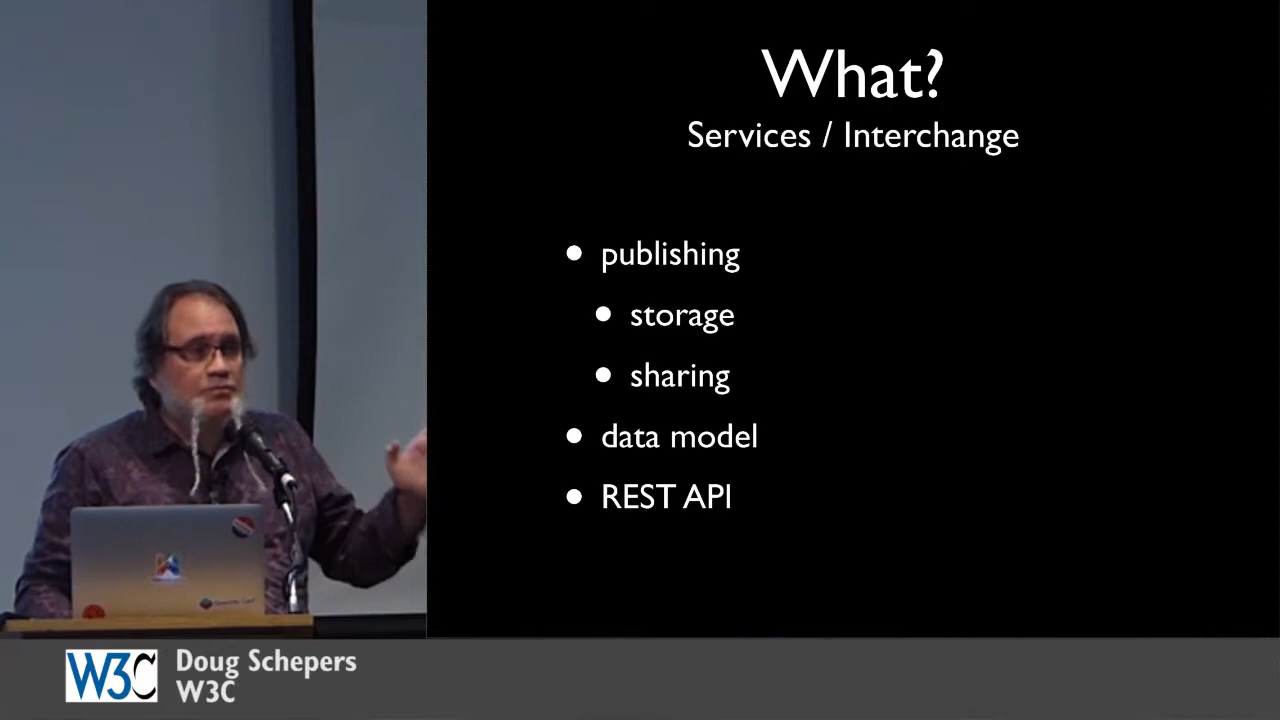 What?
Services / Interchange
publishing
storage
sharing
data model
REST API
W3C
Doug Schepers
W3C